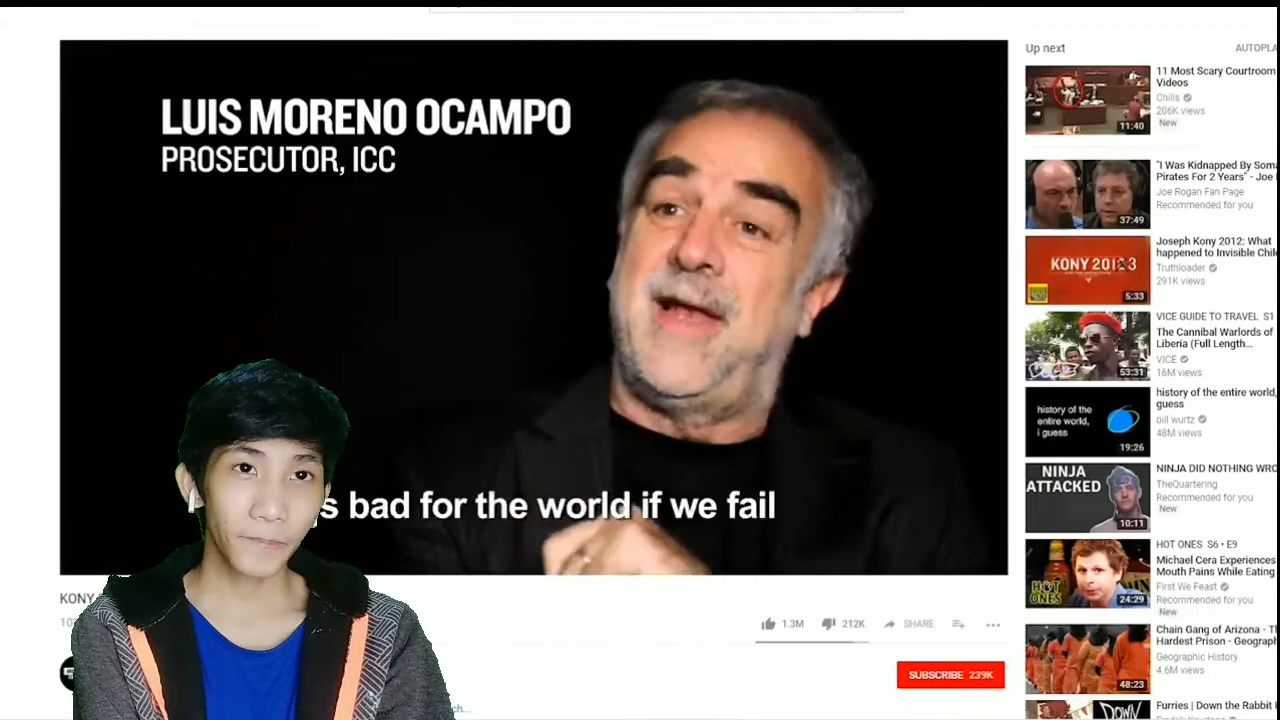 LUIS MORENO OCAMPO
PROSECUTOR, ICC
s bad for the world if we fail
KONY
1.3M
212K
SHARE
SUBSCRIBE 239K
Up next
AUTOPLA
11 Most Scary Courtroom
Videos
Chills
206K views
New
11:40
"I Was Kidnapped By Soma
Pirates For 2 Years" - Joe
Joe Rogan Fan Page
Recommended for you
37:49
Joseph Kony 2012: What
happened to Invisible Chil
Truthloader
291K views
5:33
VICE GUIDE TO TRAVEL S1
The Cannibal Warlords of
Liberia (Full Length...
VICE
16M views
VICE
53:31
history of the entire world,
guess
bill wurtz
48M views
history of the
entire world,
i guess
19:26
NINJA DID NOTHING WRO
TheQuartering
Recommended for you
New
NINJA
ATTACKED
10:11
HOT ONES S6 • E9
Michael Cera Experiences
Mouth Pains While Eating
First We Feast
Recommended for you
New
HOT
ONES
24:29
Chain Gang of Arizona - Th
Hardest Prison - Geograp
Geographic History
4.6M views
48:23
Furries | Down the Rabbit
DOWN